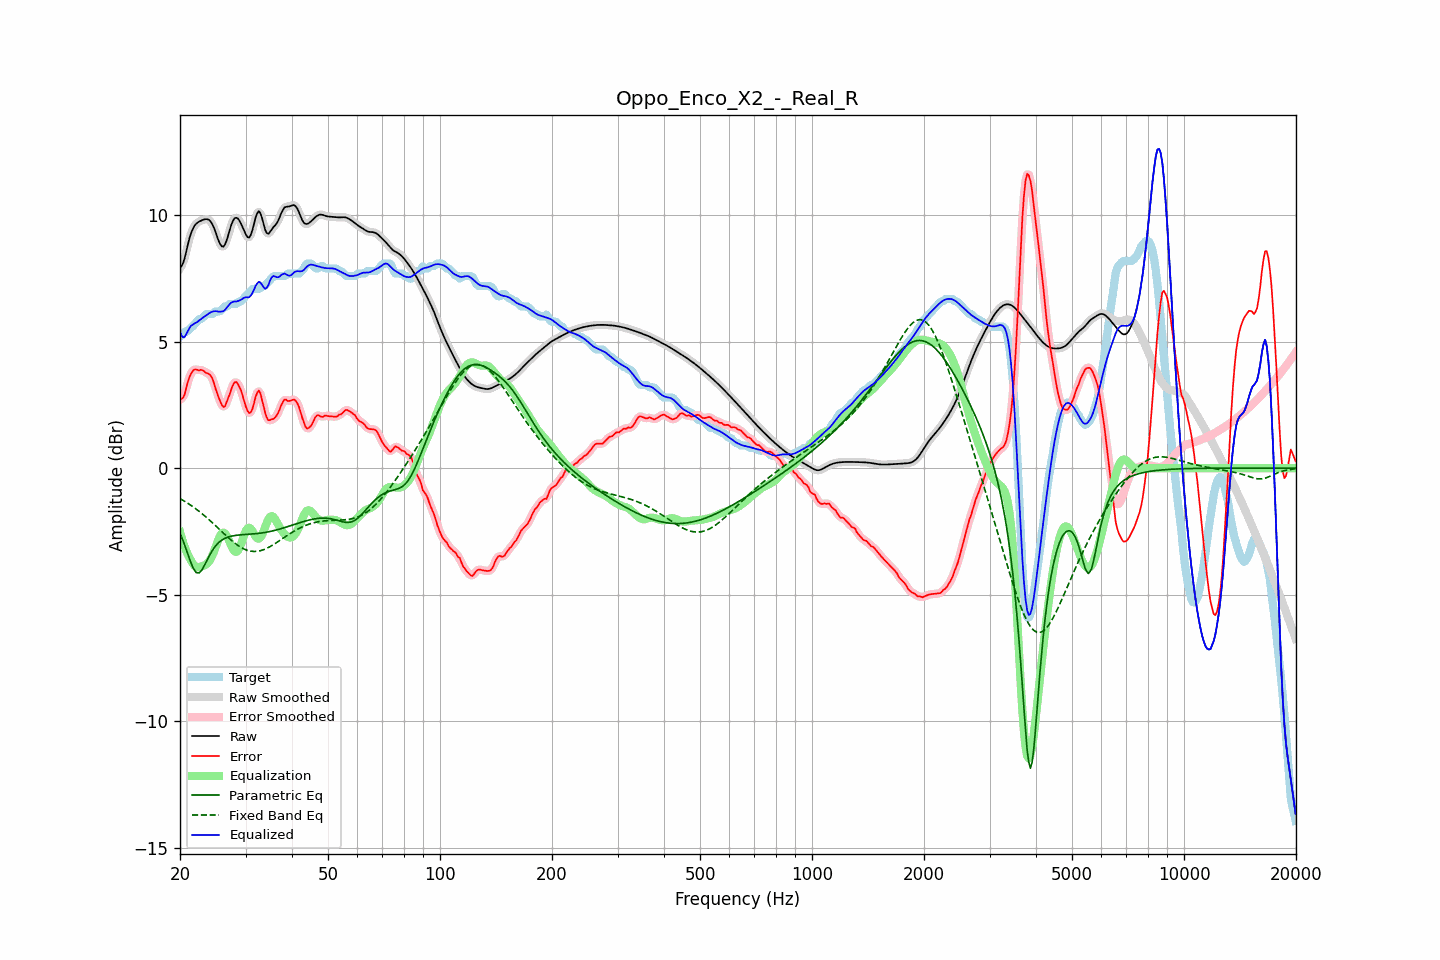 Oppo_Enco_X2_-_Real_R
Amplitude (dBr)
10
5
0
−5
−10
−15
Target
Raw Smoothed
Error Smoothed
Raw
Error
Equalization
Parametric Eq
Fixed Band Eq
Equalized
20 50 100 200 500 1000 2000 5000 10000 20000
Frequency (Hz)